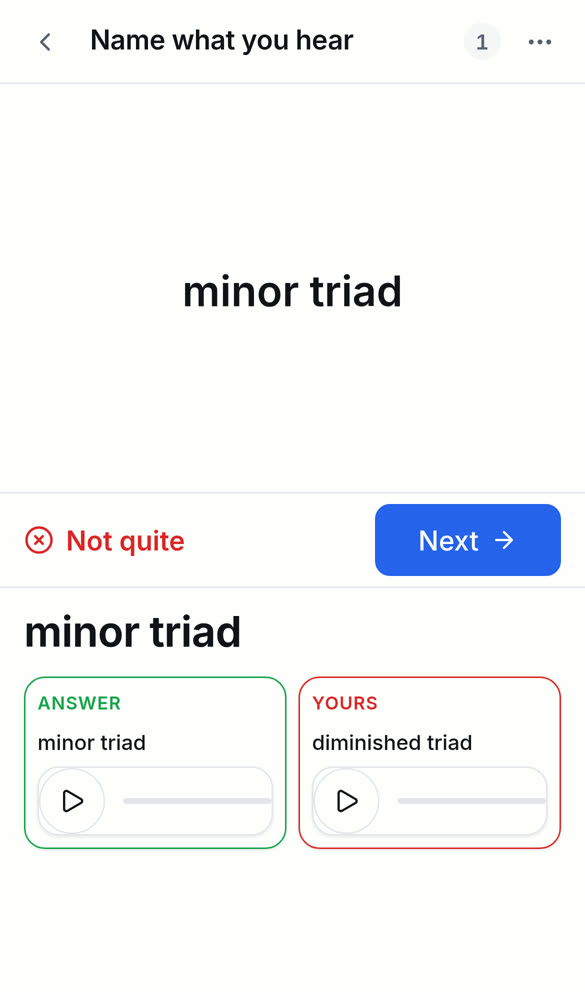 Name what you hear
1
minor triad
Not quite
Next
minor triad
ANSWER
minor triad
YOURS
diminished triad